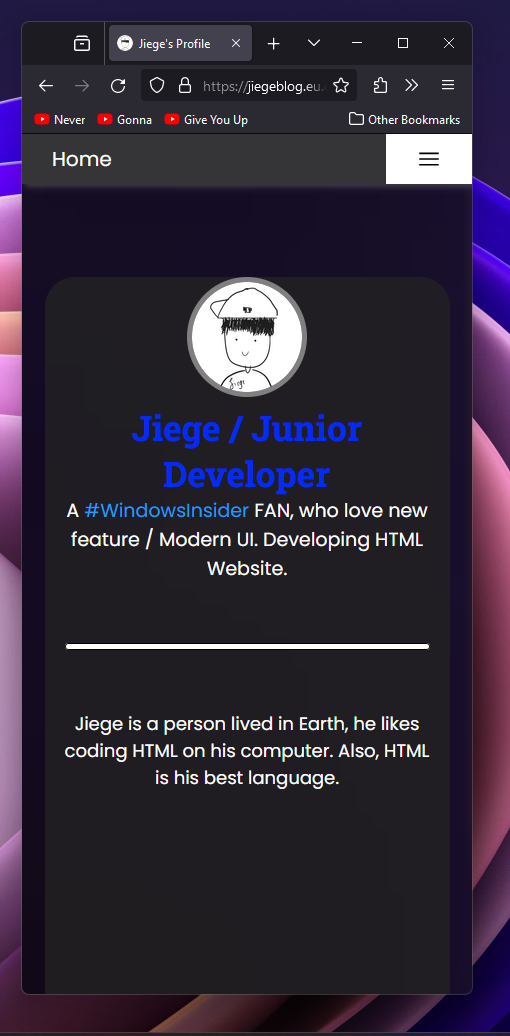 Jiege's Profile
https://jiegeblog.eu.
Never Gonna Give You Up Other Bookmarks
Home
Jiege
Jiege / Junior
Developer
A #WindowsInsider FAN, who love new
feature / Modern UI. Developing HTML
Website.
Jiege is a person lived in Earth, he likes
coding HTML on his computer. Also, HTML
is his best language.